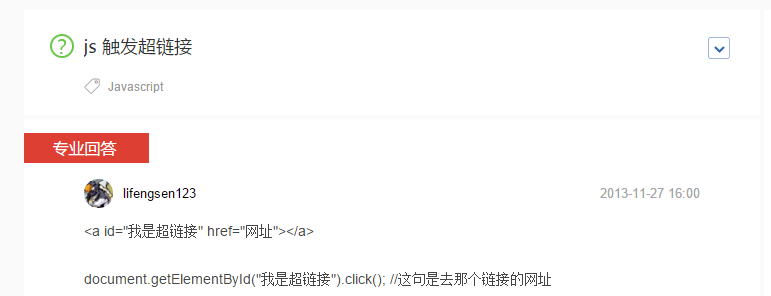 js 触发超链接
Javascript
专业回答
lifengsen123 2013-11-27 16:00
<a id="我是超链接" href="网址"></a>
document.getElementById("我是超链接").click(); //这句是去那个链接的网址